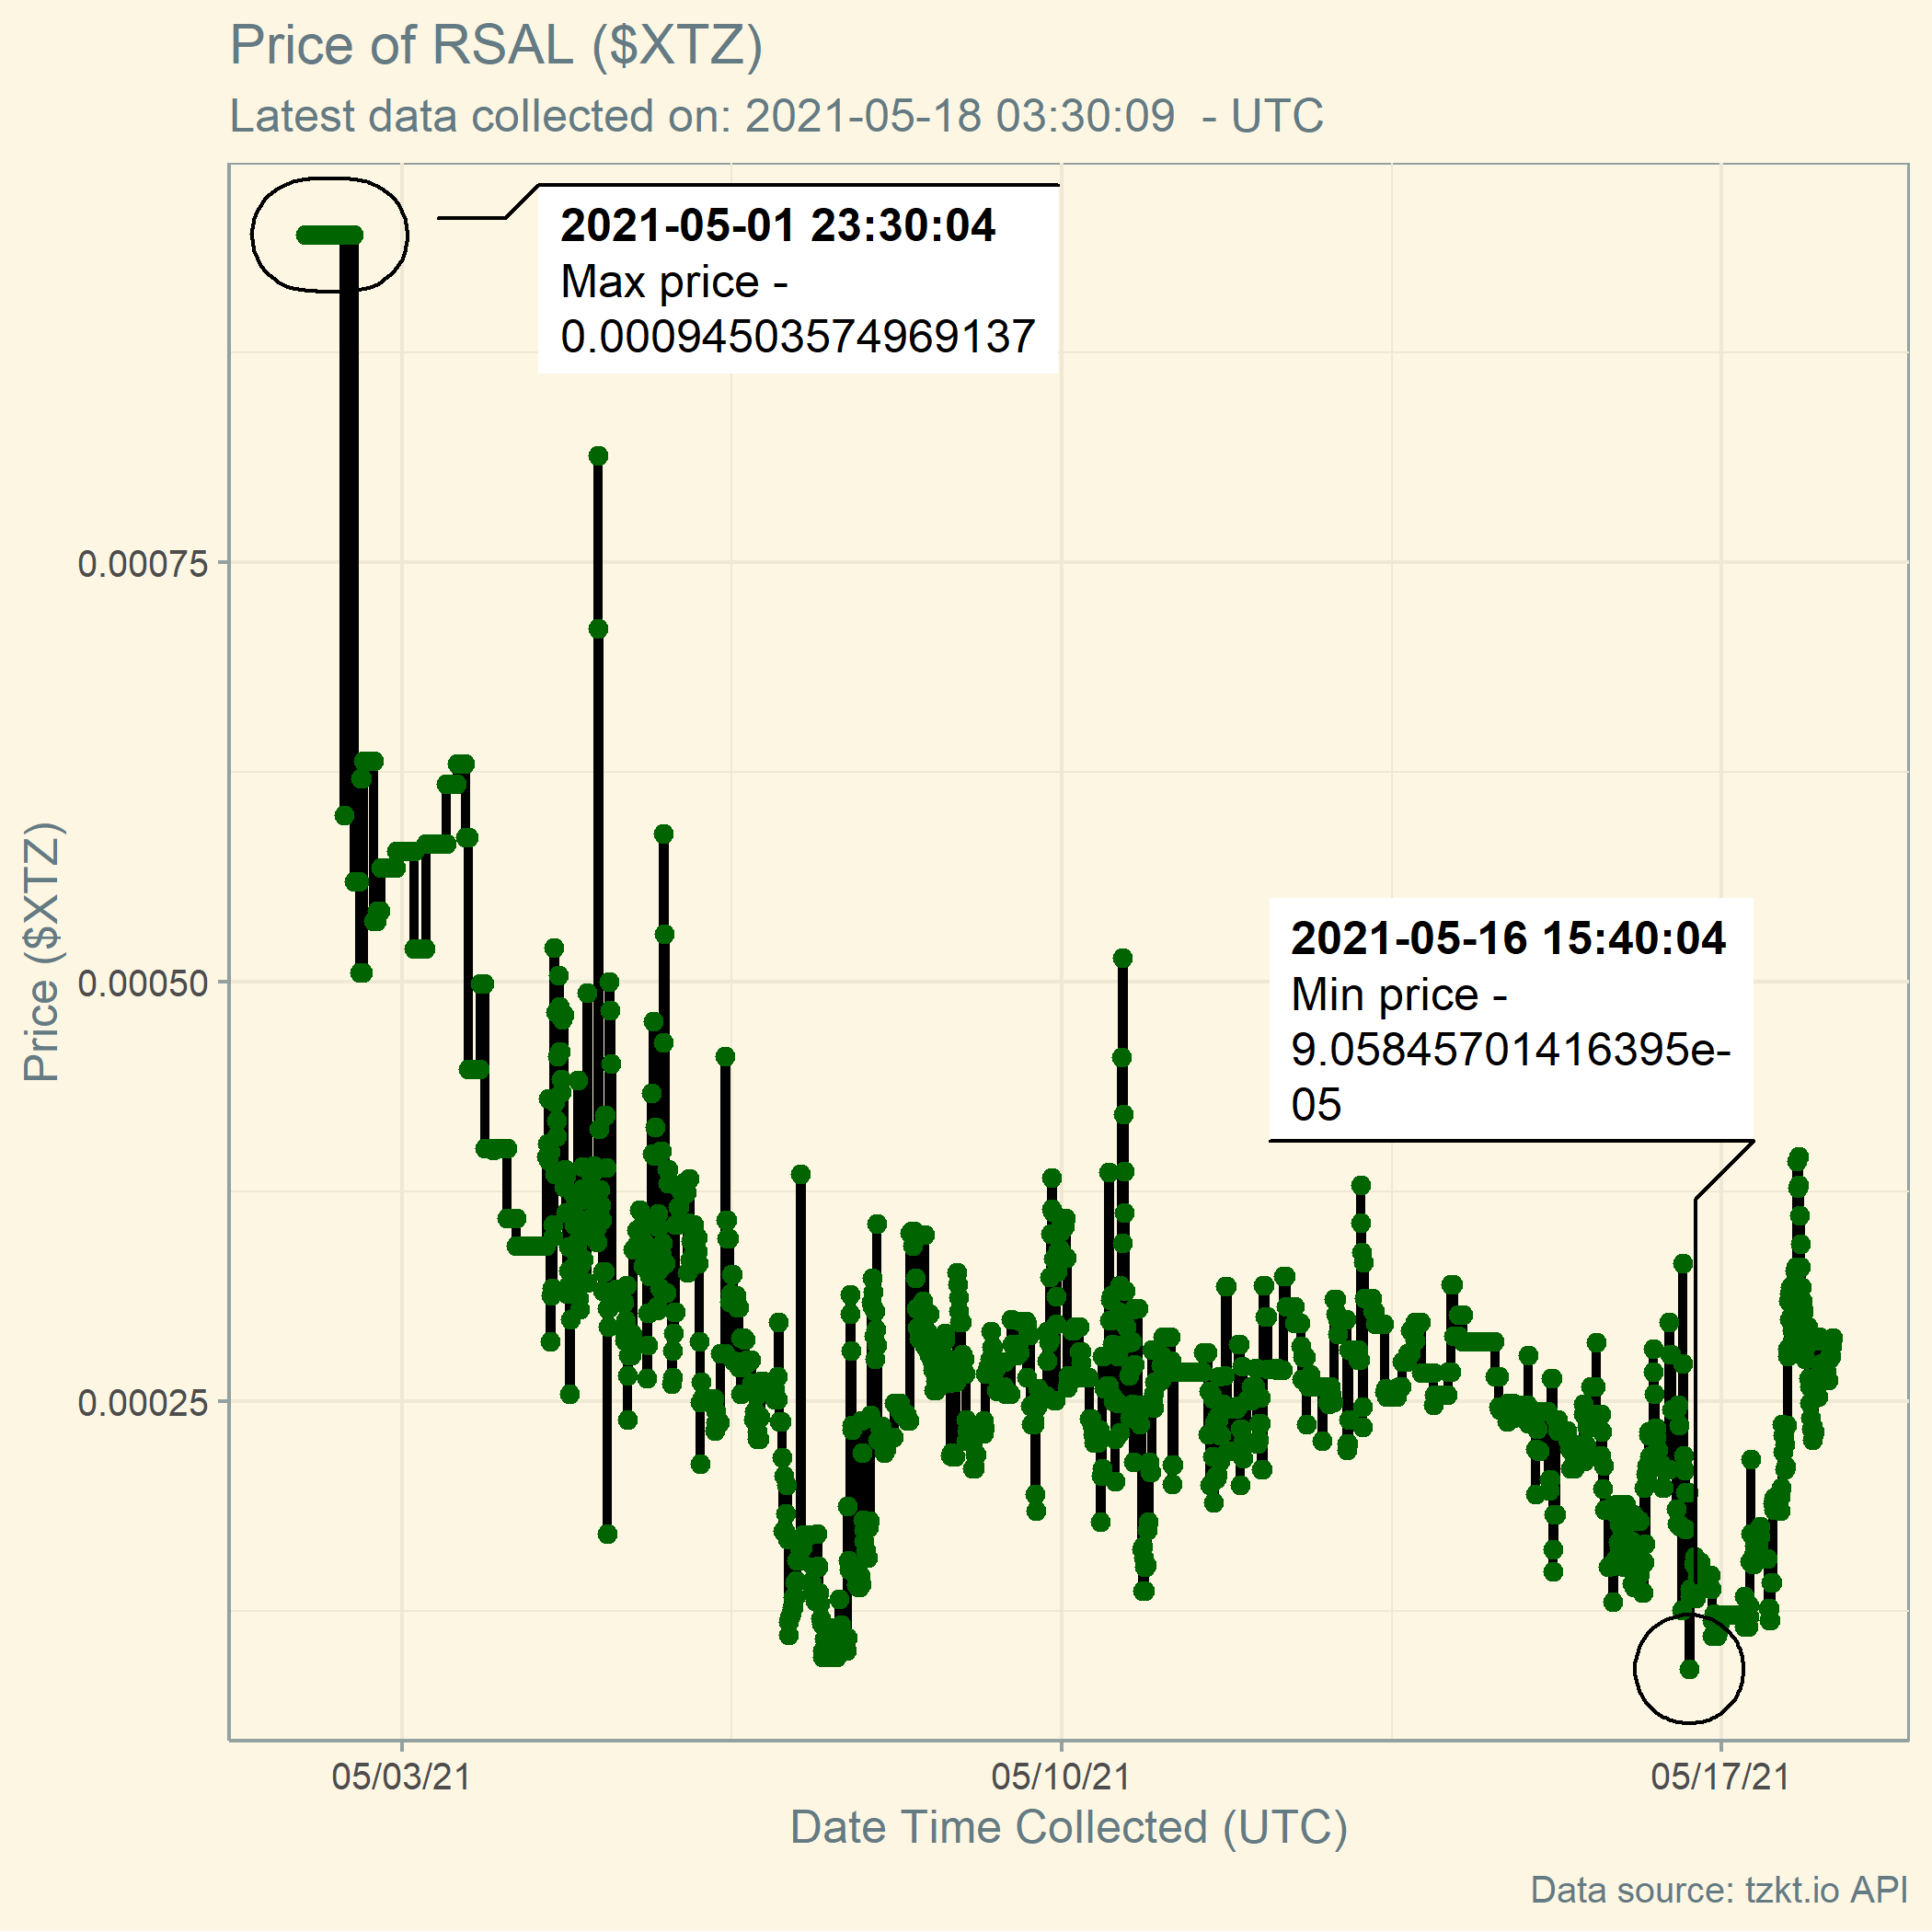 Price of RSAL ($XTZ)
Latest data collected on: 2021-05-18 03:30:09 - UTC
2021-05-01 23:30:04
Max price -
0.00094503574969137
0.00075
2021-05-16 15:40:04
Min price -
9.05845701416395e-
05
0.00050
0.00025
Price ($XTZ)
05/03/21
05/10/21
05/17/21
Date Time Collected (UTC)
Data source: tzkt.io API